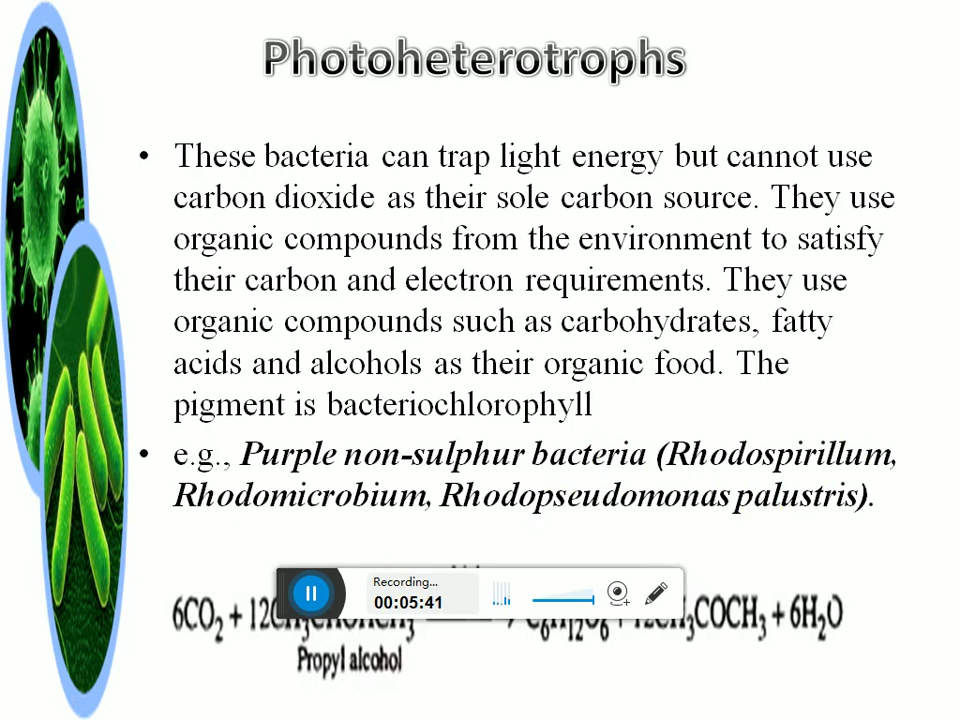 Photoheterotrophs
• These bacteria can trap light energy but cannot use
carbon dioxide as their sole carbon source. They use
organic compounds from the environment to satisfy
their carbon and electron requirements. They use
organic compounds such as carbohydrates, fatty
acids and alcohols as their organic food. The
pigment is bacteriochlorophyll
• e.g., Purple non-sulphur bacteria (Rhodospirillum,
Rhodomicrobium, Rhodopseudomonas palustris).
Recording...
00:05:41
6CO₂ + 12CH₃CHOHCH₃ → C₆H₁₂O₆ + 12CH₃COCH₃ + 6H₂O
Propyl alcohol